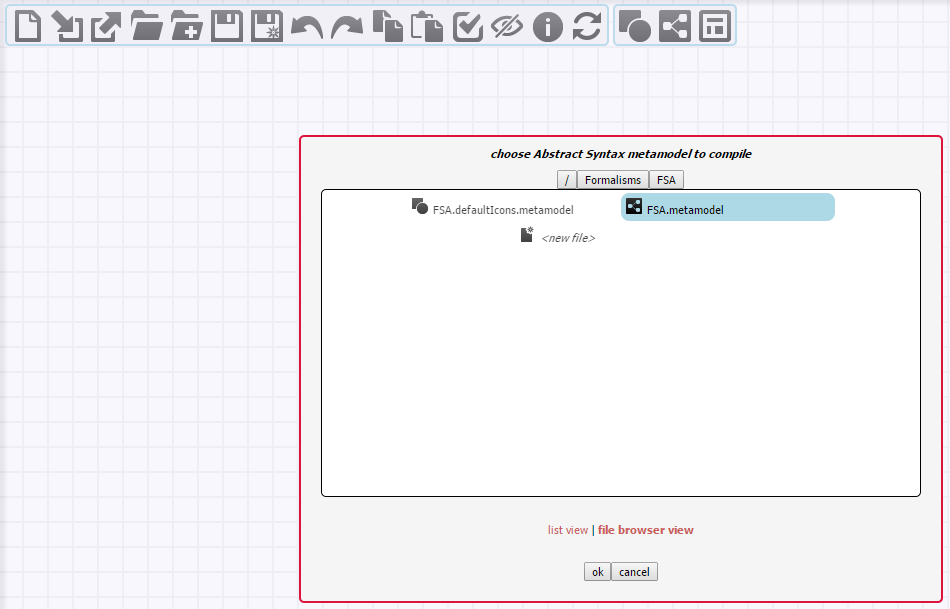 choose Abstract Syntax metamodel to compile
/ Formalisms FSA
FSA.defaultIcons.metamodel FSA.metamodel
<new file>
list view | file browser view
ok cancel